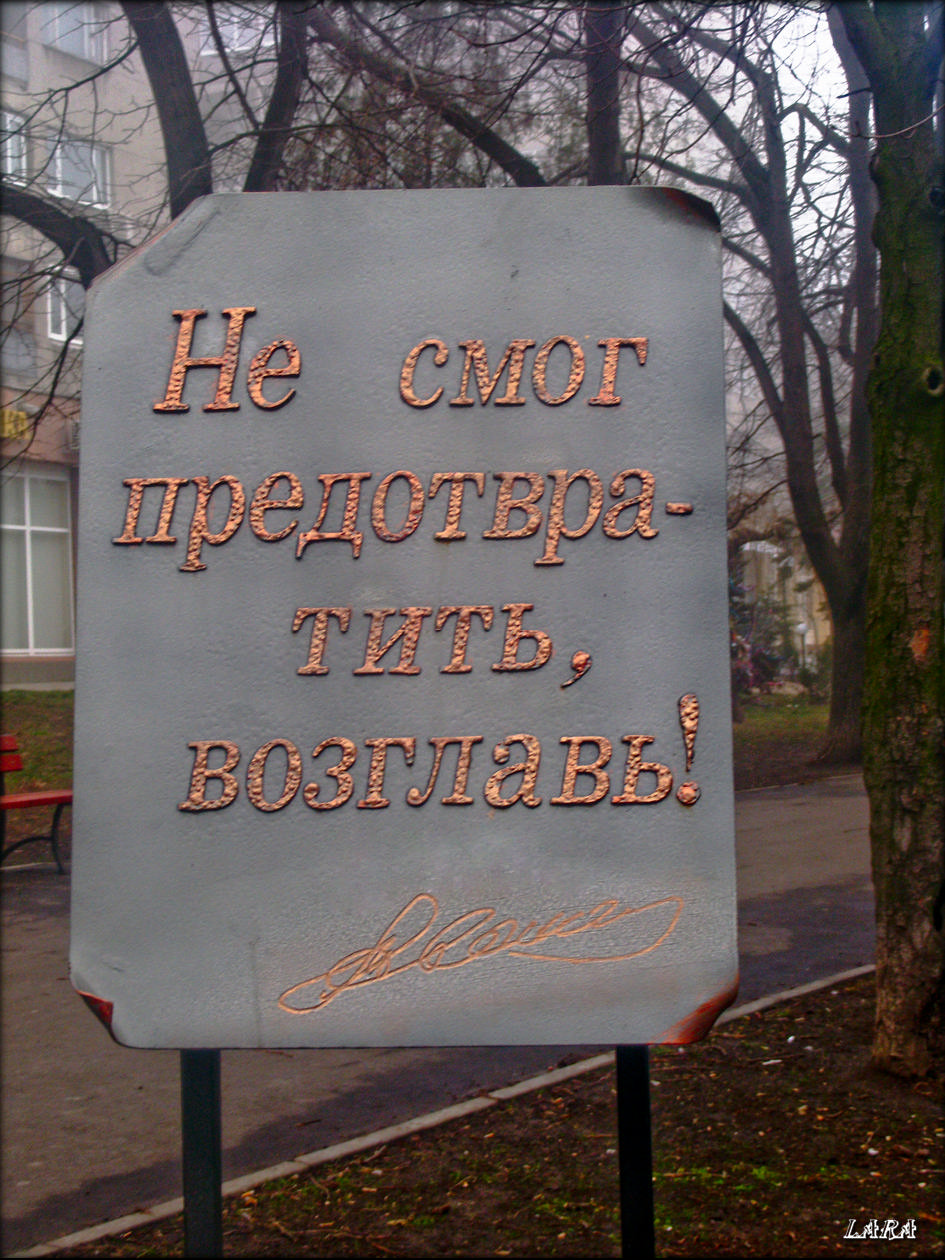 Не смог
предотвра-
тить,
возглавь!
LARA